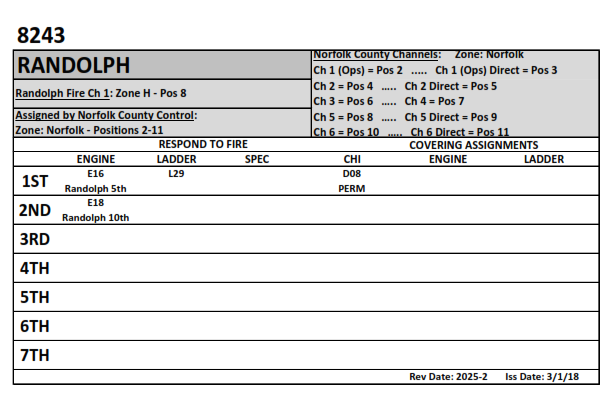 8243
RANDOLPH
Randolph Fire Ch 1: Zone H - Pos 8
Assigned by Norfolk County Control:
Zone: Norfolk - Positions 2-11
Norfolk County Channels: Zone: Norfolk
Ch 1 (Ops) = Pos 2 ..... Ch 1 (Ops) Direct = Pos 3
Ch 2 = Pos 4 ..... Ch 2 Direct = Pos 5
Ch 3 = Pos 6 ..... Ch 4 = Pos 7
Ch 5 = Pos 8 ..... Ch 5 Direct = Pos 9
Ch 6 = Pos 10 ..... Ch 6 Direct = Pos 11
RESPOND TO FIRE COVERING ASSIGNMENTS
ENGINE LADDER SPEC CHI ENGINE LADDER
1ST E16 L29 D08
Randolph 5th PERM
2ND E18
Randolph 10th
3RD
4TH
5TH
6TH
7TH
Rev Date: 2025-2 Iss Date: 3/1/18